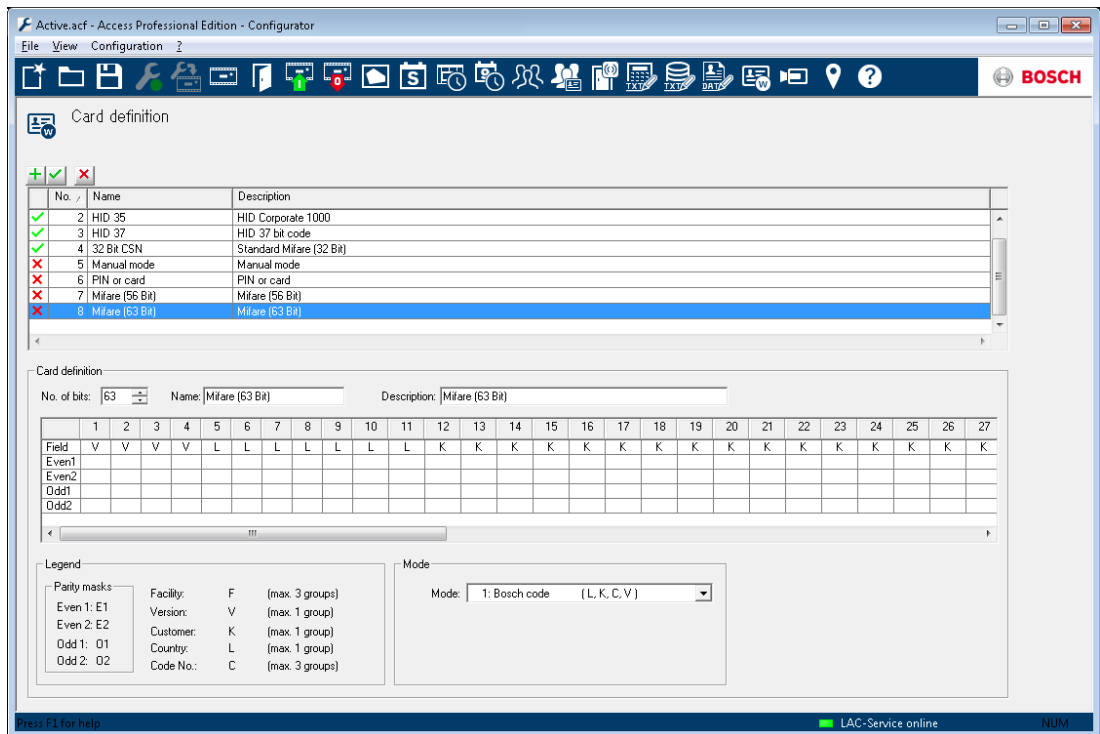 Active.acf - Access Professional Edition - Configurator
File View Configuration ?
S TXT TXT DATA W ? BOSCH
W Card definition
No. Name Description
2 HID 35 HID Corporate 1000
3 HID 37 HID 37 bit code
4 32 Bit CSN Standard Mifare (32 Bit)
5 Manual mode Manual mode
6 PIN or card PIN or card
7 Mifare (56 Bit) Mifare (56 Bit)
8 Mifare (63 Bit) Mifare (63 Bit)
Card definition
No. of bits: 63 Name: Mifare (63 Bit) Description: Mifare (63 Bit)
1 2 3 4 5 6 7 8 9 10 11 12 13 14 15 16 17 18 19 20 21 22 23 24 25 26 27
Field V V V V L L L L L L L K K K K K K K K K K K K K K K K
Even1
Even2
Odd1
Odd2
Legend
Parity masks
Even 1: E1
Even 2: E2
Odd 1: O1
Odd 2: O2
Facility: F (max. 3 groups)
Version: V (max. 1 group)
Customer: K (max. 1 group)
Country: L (max. 1 group)
Code No.: C (max. 3 groups)
Mode
Mode: 1: Bosch code ( L, K, C, V )
Press F1 for help LAC-Service online NUM